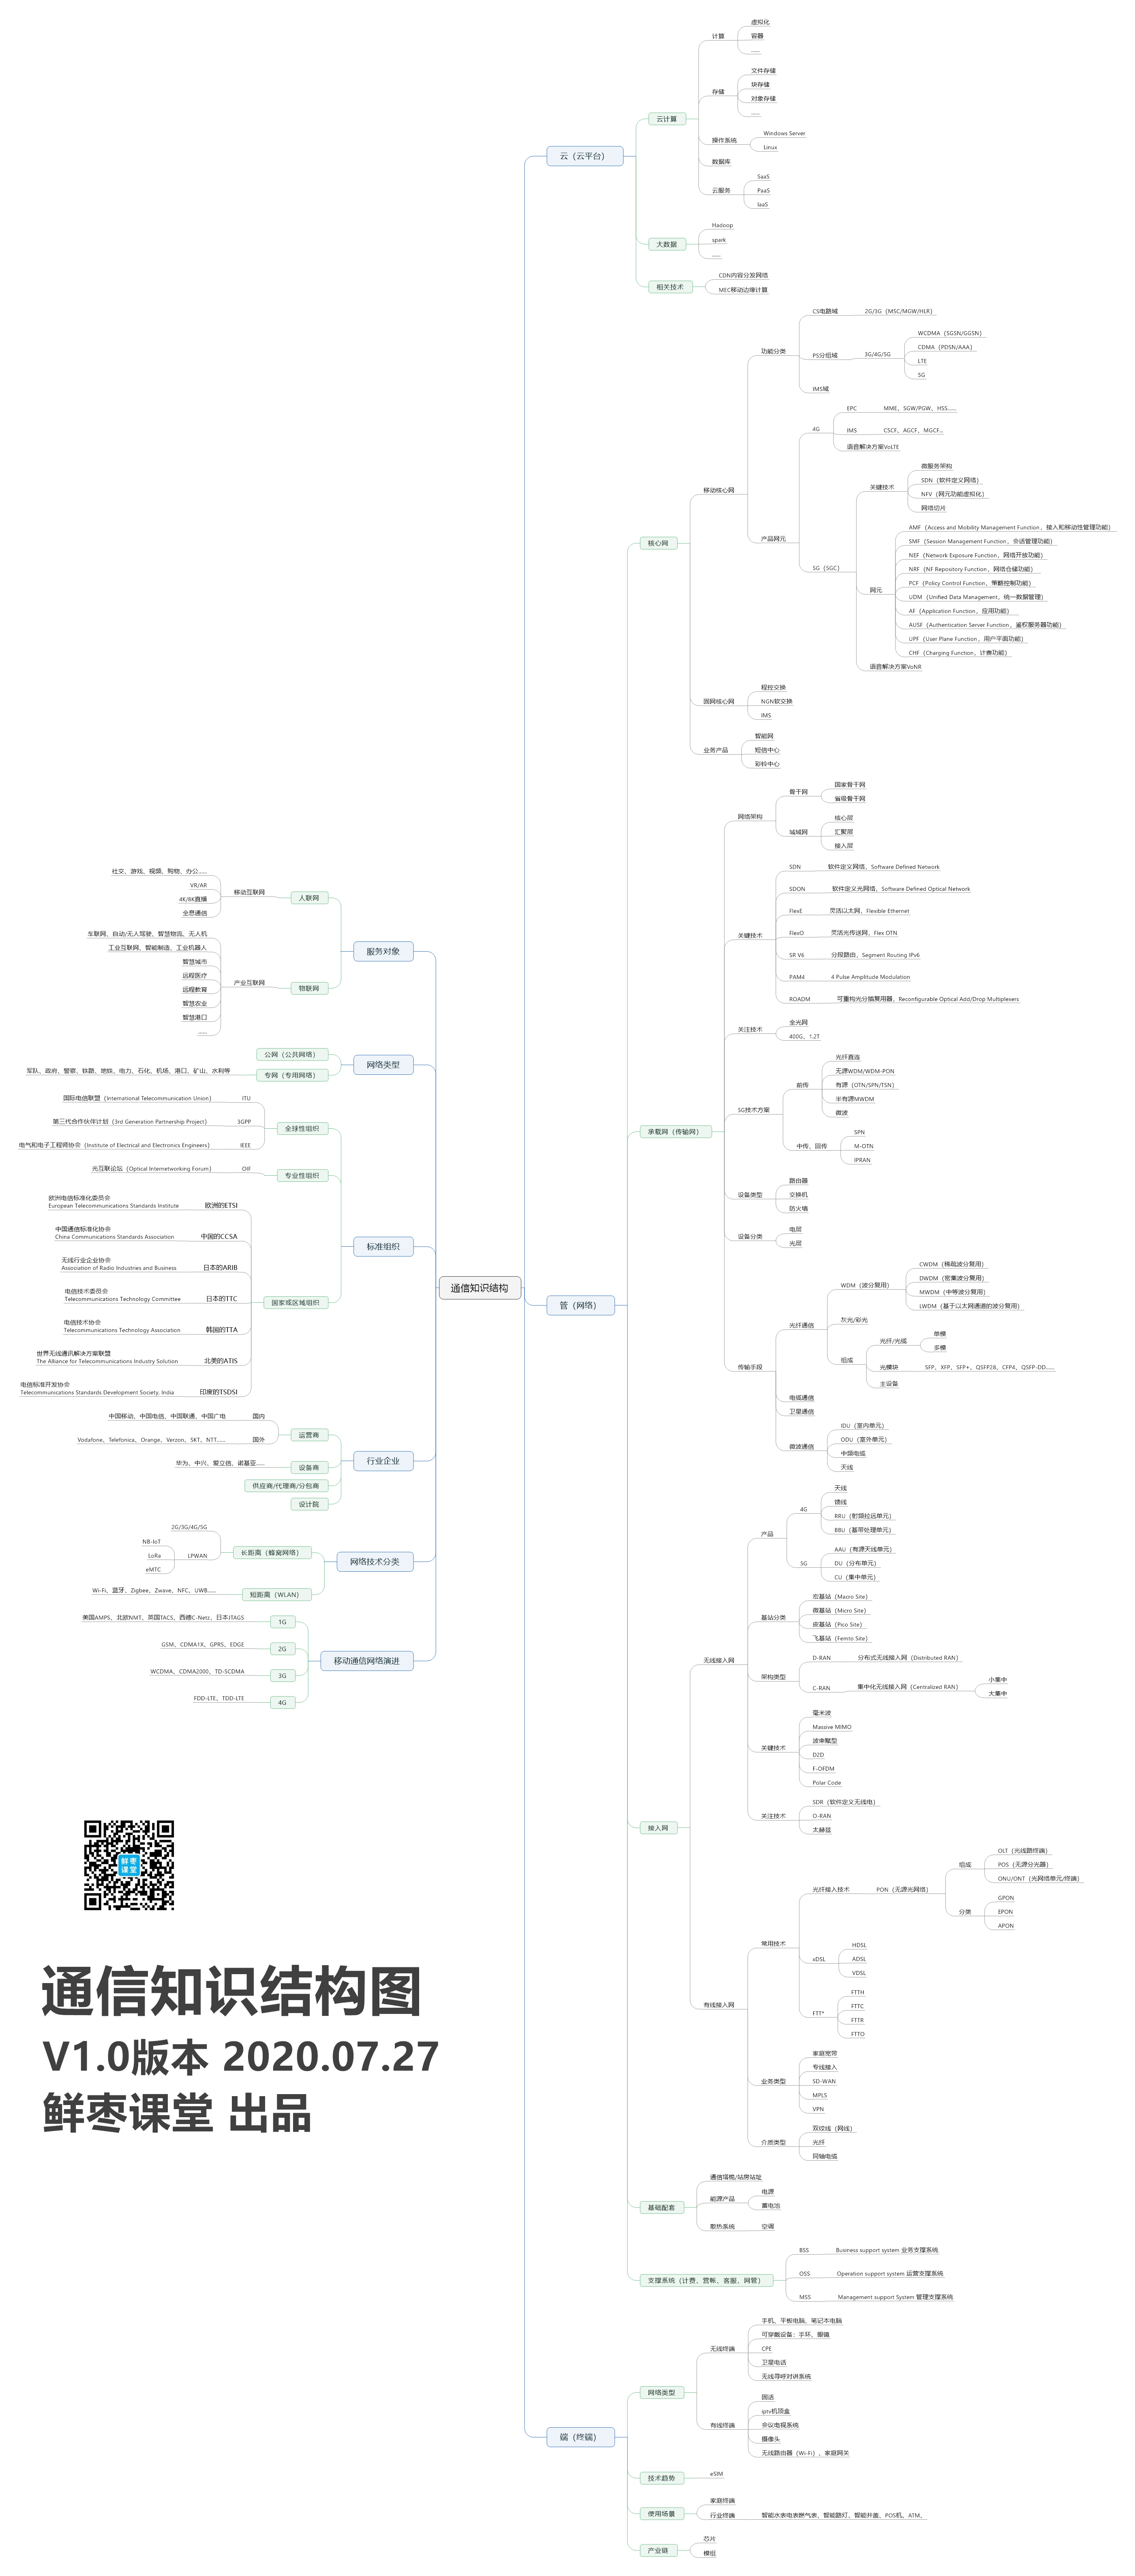 通信知识结构
云（云平台）
云计算
计算
虚拟化
容器
......
存储
文件存储
块存储
对象存储
......
操作系统
Windows Server
Linux
数据库
云服务
SaaS
PaaS
IaaS
大数据
Hadoop
spark
......
相关技术
CDN内容分发网络
MEC移动边缘计算
管（网络）
核心网
移动核心网
功能分类
CS电路域
2G/3G（MSC/MGW/HLR）
PS分组域
3G/4G/5G
WCDMA（SGSN/GGSN）
CDMA（PDSN/AAA）
LTE
5G
IMS域
产品网元
4G
EPC
MME、SGW/PGW、HSS......
IMS
CSCF、AGCF、MGCF...
语音解决方案VoLTE
5G（5GC）
关键技术
微服务架构
SDN（软件定义网络）
NFV（网元功能虚拟化）
网络切片
网元
AMF（Access and Mobility Management Function，接入和移动性管理功能）
SMF（Session Management Function，会话管理功能）
NEF（Network Exposure Function，网络开放功能）
NRF（NF Repository Function，网络仓储功能）
PCF（Policy Control Function，策略控制功能）
UDM（Unified Data Management，统一数据管理）
AF（Application Function，应用功能）
AUSF（Authentication Server Function，鉴权服务器功能）
UPF（User Plane Function，用户平面功能）
CHF（Charging Function，计费功能）
语音解决方案VoNR
固网核心网
程控交换
NGN软交换
IMS
业务产品
智能网
短信中心
彩铃中心
承载网（传输网）
网络架构
骨干网
国家骨干网
省级骨干网
城域网
核心层
汇聚层
接入层
关键技术
SDN
软件定义网络，Software Defined Network
SDON
软件定义光网络，Software Defined Optical Network
FlexE
灵活以太网，Flexible Ethernet
FlexO
灵活光传送网，Flex OTN
SR V6
分段路由，Segment Routing IPv6
PAM4
4 Pulse Amplitude Modulation
ROADM
可重构光分插复用器，Reconfigurable Optical Add/Drop Multiplexers
关注技术
全光网
400G、1.2T
5G技术方案
前传
光纤直连
无源WDM/WDM-PON
有源（OTN/SPN/TSN）
半有源MWDM
微波
中传、回传
SPN
M-OTN
IPRAN
设备类型
路由器
交换机
防火墙
设备分类
电层
光层
传输手段
光纤通信
WDM（波分复用）
CWDM（稀疏波分复用）
DWDM（密集波分复用）
MWDM（中等波分复用）
LWDM（基于以太网通道的波分复用）
灰光/彩光
组成
光纤/光缆
单模
多模
光模块
SFP、XFP、SFP+、QSFP28、CFP4、QSFP-DD......
主设备
电缆通信
卫星通信
微波通信
IDU（室内单元）
ODU（室外单元）
中频电缆
天线
接入网
无线接入网
产品
4G
天线
馈线
RRU（射频拉远单元）
BBU（基带处理单元）
5G
AAU（有源天线单元）
DU（分布单元）
CU（集中单元）
基站分类
宏基站（Macro Site）
微基站（Micro Site）
皮基站（Pico Site）
飞基站（Femto Site）
架构类型
D-RAN
分布式无线接入网（Distributed RAN）
C-RAN
集中化无线接入网（Centralized RAN）
小集中
大集中
关键技术
毫米波
Massive MIMO
波束赋型
D2D
F-OFDM
Polar Code
关注技术
SDR（软件定义无线电）
O-RAN
太赫兹
有线接入网
常用技术
光纤接入技术
PON（无源光网络）
组成
OLT（光线路终端）
POS（无源分光器）
ONU/ONT（光网络单元/终端）
分类
GPON
EPON
APON
xDSL
HDSL
ADSL
VDSL
FTT*
FTTH
FTTC
FTTR
FTTO
业务类型
家庭宽带
专线接入
SD-WAN
MPLS
VPN
介质类型
双绞线（网线）
光纤
同轴电缆
基础配套
通信塔桅/站房站址
能源产品
电源
蓄电池
散热系统
空调
支撑系统（计费、营帐、客服、网管）
BSS
Business support system 业务支撑系统
OSS
Operation support system 运营支撑系统
MSS
Management support System 管理支撑系统
端（终端）
网络类型
无线终端
手机、平板电脑、笔记本电脑
可穿戴设备：手环、眼镜
CPE
卫星电话
无线寻呼对讲系统
有线终端
固话
iptv机顶盒
会议电视系统
摄像头
无线路由器（Wi-Fi）、家庭网关
技术趋势
eSIM
使用场景
家庭终端
行业终端
智能水表电表燃气表、智能路灯、智能井盖、POS机、ATM、
产业链
芯片
模组
服务对象
人联网
移动互联网
社交、游戏、视频、购物、办公......
VR/AR
4K/8K直播
全息通信
物联网
产业互联网
车联网、自动/无人驾驶、智慧物流、无人机
工业互联网、智能制造、工业机器人
智慧城市
远程医疗
远程教育
智慧农业
智慧港口
......
网络类型
公网（公共网络）
专网（专用网络）
军队、政府、警察、铁路、地铁、电力、石化、机场、港口、矿山、水利等
标准组织
全球性组织
ITU
国际电信联盟（International Telecommunication Union）
3GPP
第三代合作伙伴计划（3rd Generation Partnership Project）
IEEE
电气和电子工程师协会（Institute of Electrical and Electronics Engineers）
专业性组织
OIF
光互联论坛（Optical Internetworking Forum）
国家或区域组织
欧洲的ETSI
欧洲电信标准化委员会
European Telecommunications Standards Institute
中国的CCSA
中国通信标准化协会
China Communications Standards Association
日本的ARIB
无线行业企业协会
Association of Radio Industries and Business
日本的TTC
电信技术委员会
Telecommunications Technology Committee
韩国的TTA
电信技术协会
Telecommunications Technology Association
北美的ATIS
世界无线通讯解决方案联盟
The Alliance for Telecommunications Industry Solution
印度的TSDSI
电信标准开发协会
Telecommunications Standards Development Society, India
行业企业
运营商
国内
中国移动、中国电信、中国联通、中国广电
国外
Vodafone、Telefonica、Orange、Verzon、SKT、NTT......
设备商
华为、中兴、爱立信、诺基亚......
供应商/代理商/分包商
设计院
网络技术分类
长距离（蜂窝网络）
2G/3G/4G/5G
LPWAN
NB-IoT
LoRa
eMTC
短距离（WLAN）
Wi-Fi、蓝牙、Zigbee、Zwave、NFC、UWB......
移动通信网络演进
1G
美国AMPS、北欧NMT、英国TACS、西德C-Netz、日本JTAGS
2G
GSM、CDMA1X、GPRS、EDGE
3G
WCDMA、CDMA2000、TD-SCDMA
4G
FDD-LTE、TDD-LTE
鲜枣
课堂
通信知识结构图
V1.0版本 2020.07.27
鲜枣课堂 出品